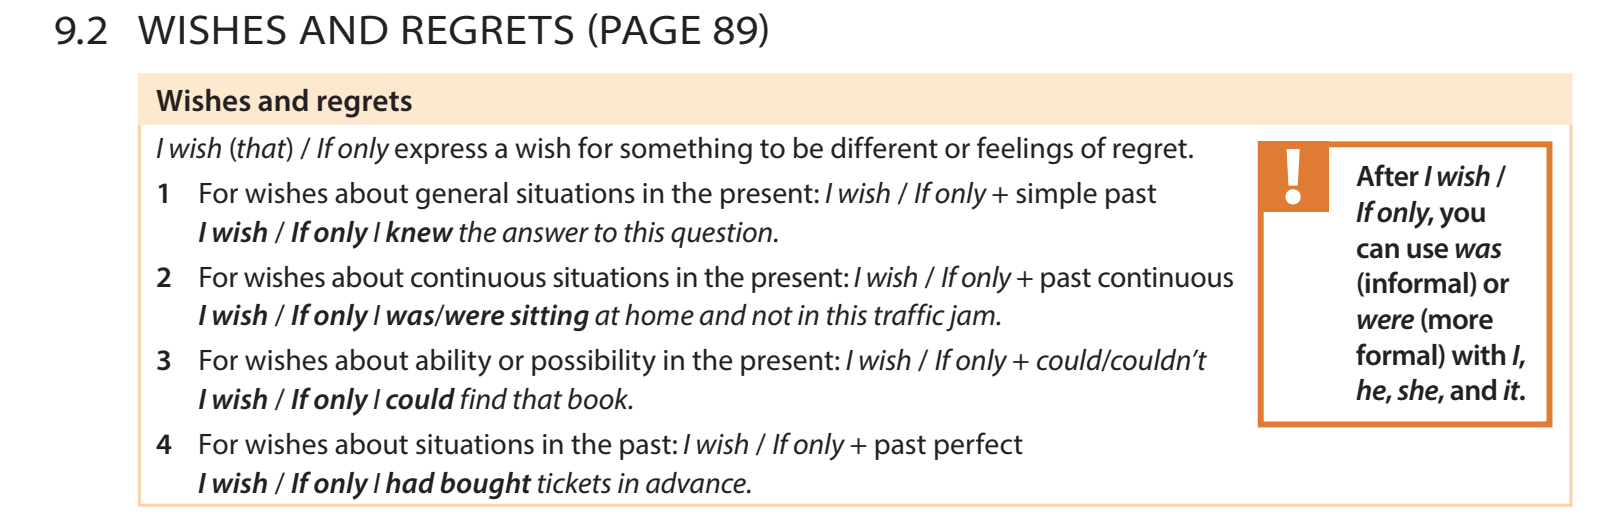 9.2 WISHES AND REGRETS (PAGE 89)
Wishes and regrets
I wish (that) / If only express a wish for something to be different or feelings of regret.
1 For wishes about general situations in the present: I wish / If only + simple past
I wish / If only I knew the answer to this question.
2 For wishes about continuous situations in the present: I wish / If only + past continuous
I wish / If only I was/were sitting at home and not in this traffic jam.
3 For wishes about ability or possibility in the present: I wish / If only + could/couldn't
I wish / If only I could find that book.
4 For wishes about situations in the past: I wish / If only + past perfect
I wish / If only I had bought tickets in advance.
!
After I wish /
If only, you
can use was
(informal) or
were (more
formal) with I,
he, she, and it.